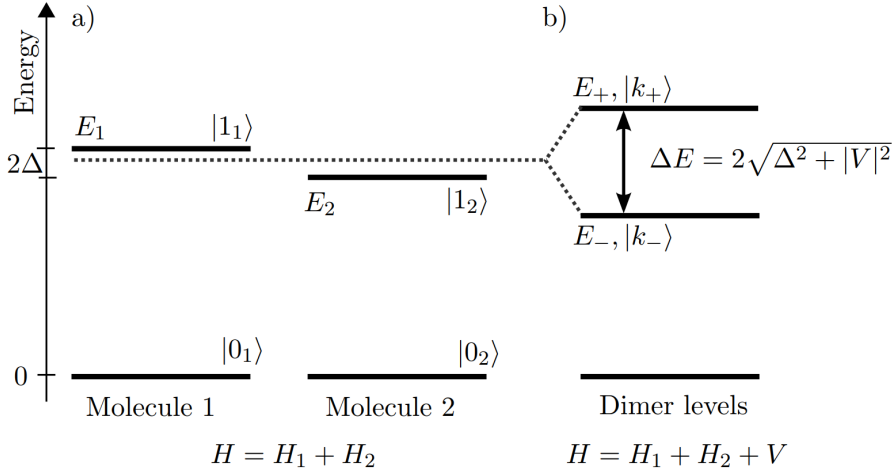 a)
b)
Energy
E₊, |k₊⟩
E₁
|1₁⟩
2Δ
ΔE = 2√(Δ² + |V|²)
E₂
|1₂⟩
E₋, |k₋⟩
|0₁⟩
|0₂⟩
0
Molecule 1
Molecule 2
Dimer levels
H = H₁ + H₂
H = H₁ + H₂ + V